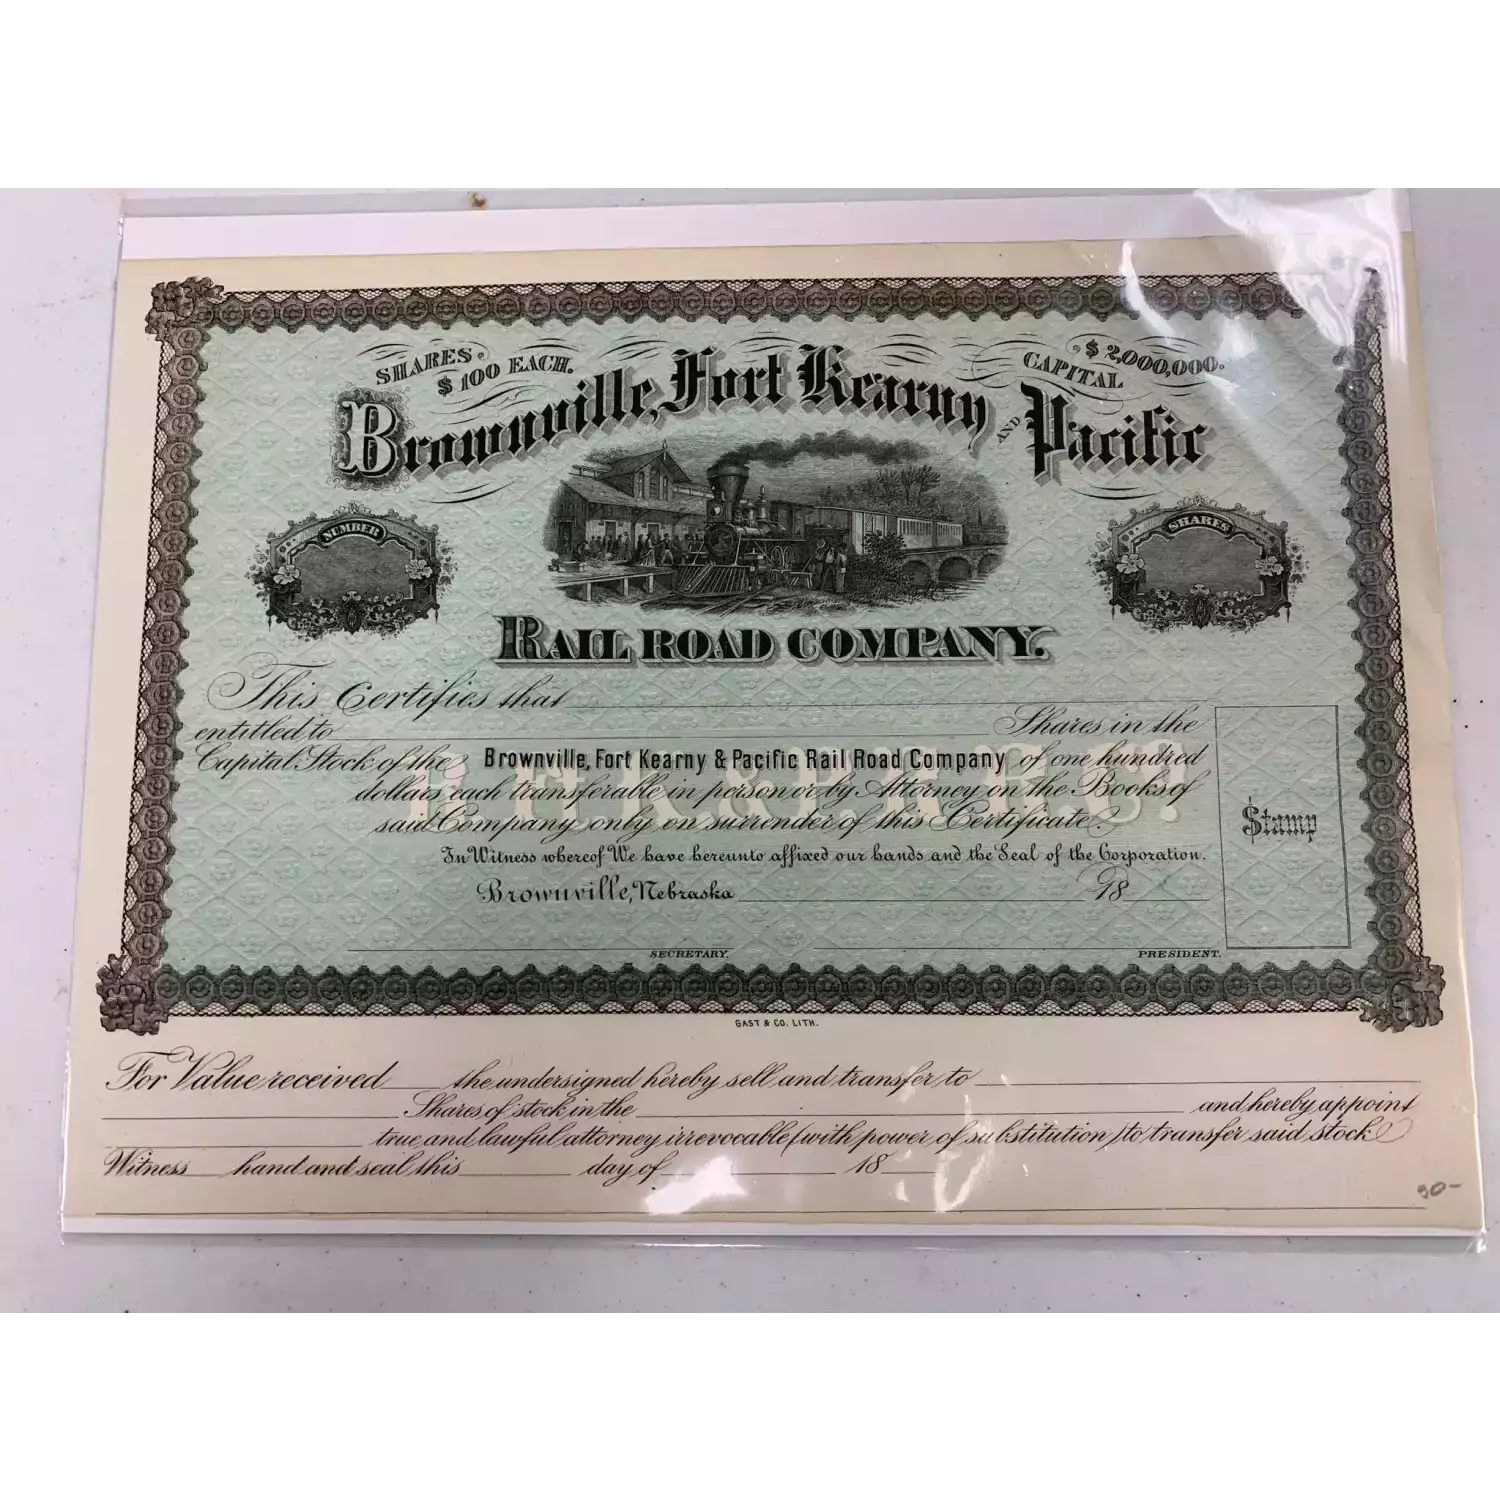 SHARES
$100 EACH.
$2,000,000.
CAPITAL
Brownville, Fort Kearny AND Pacific
NUMBER
SHARES
RAIL ROAD COMPANY.
This Certifies that
entitled to Shares in the
Capital Stock of the Brownville, Fort Kearny & Pacific Rail Road Company of one hundred
dollars each transferable in person or by Attorney on the Books of
said Company only on surrender of this Certificate.
In Witness whereof We have hereunto affixed our hands and the Seal of the Corporation.
Brownville, Nebraska 18
$tamp
SECRETARY. PRESIDENT.
GAST & CO. LITH.
For Value received the undersigned hereby sell and transfer to
Shares of stock in the and hereby appoint
true and lawful attorney irrevocable (with power of substitution) to transfer said stock
Witness hand and seal this day of 18